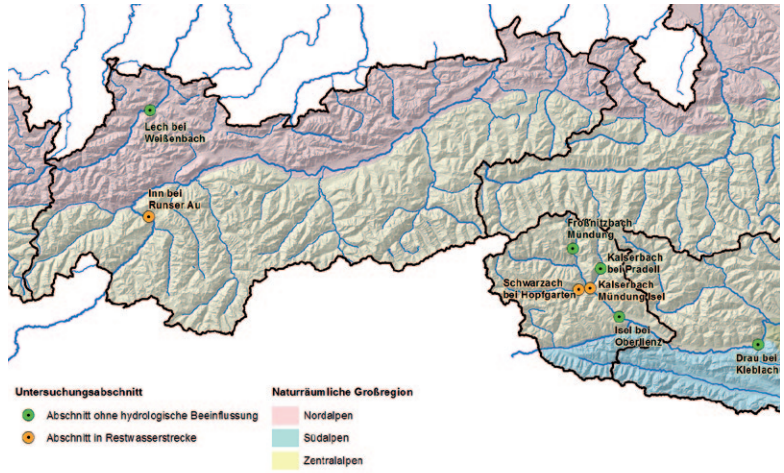 Lech bei
Weißenbach
Inn bei
Runser Au
Froßnitzbach
Mündung
Kalserbach
bei Pradell
Schwarzach
bei Hopfgarten
Kalserbach
Mündung Isel
Isel bei
Oberlienz
Drau bei
Kleblach
Untersuchungsabschnitt
Abschnitt ohne hydrologische Beeinflussung
Abschnitt in Restwasserstrecke
Naturräumliche Großregion
Nordalpen
Südalpen
Zentralalpen